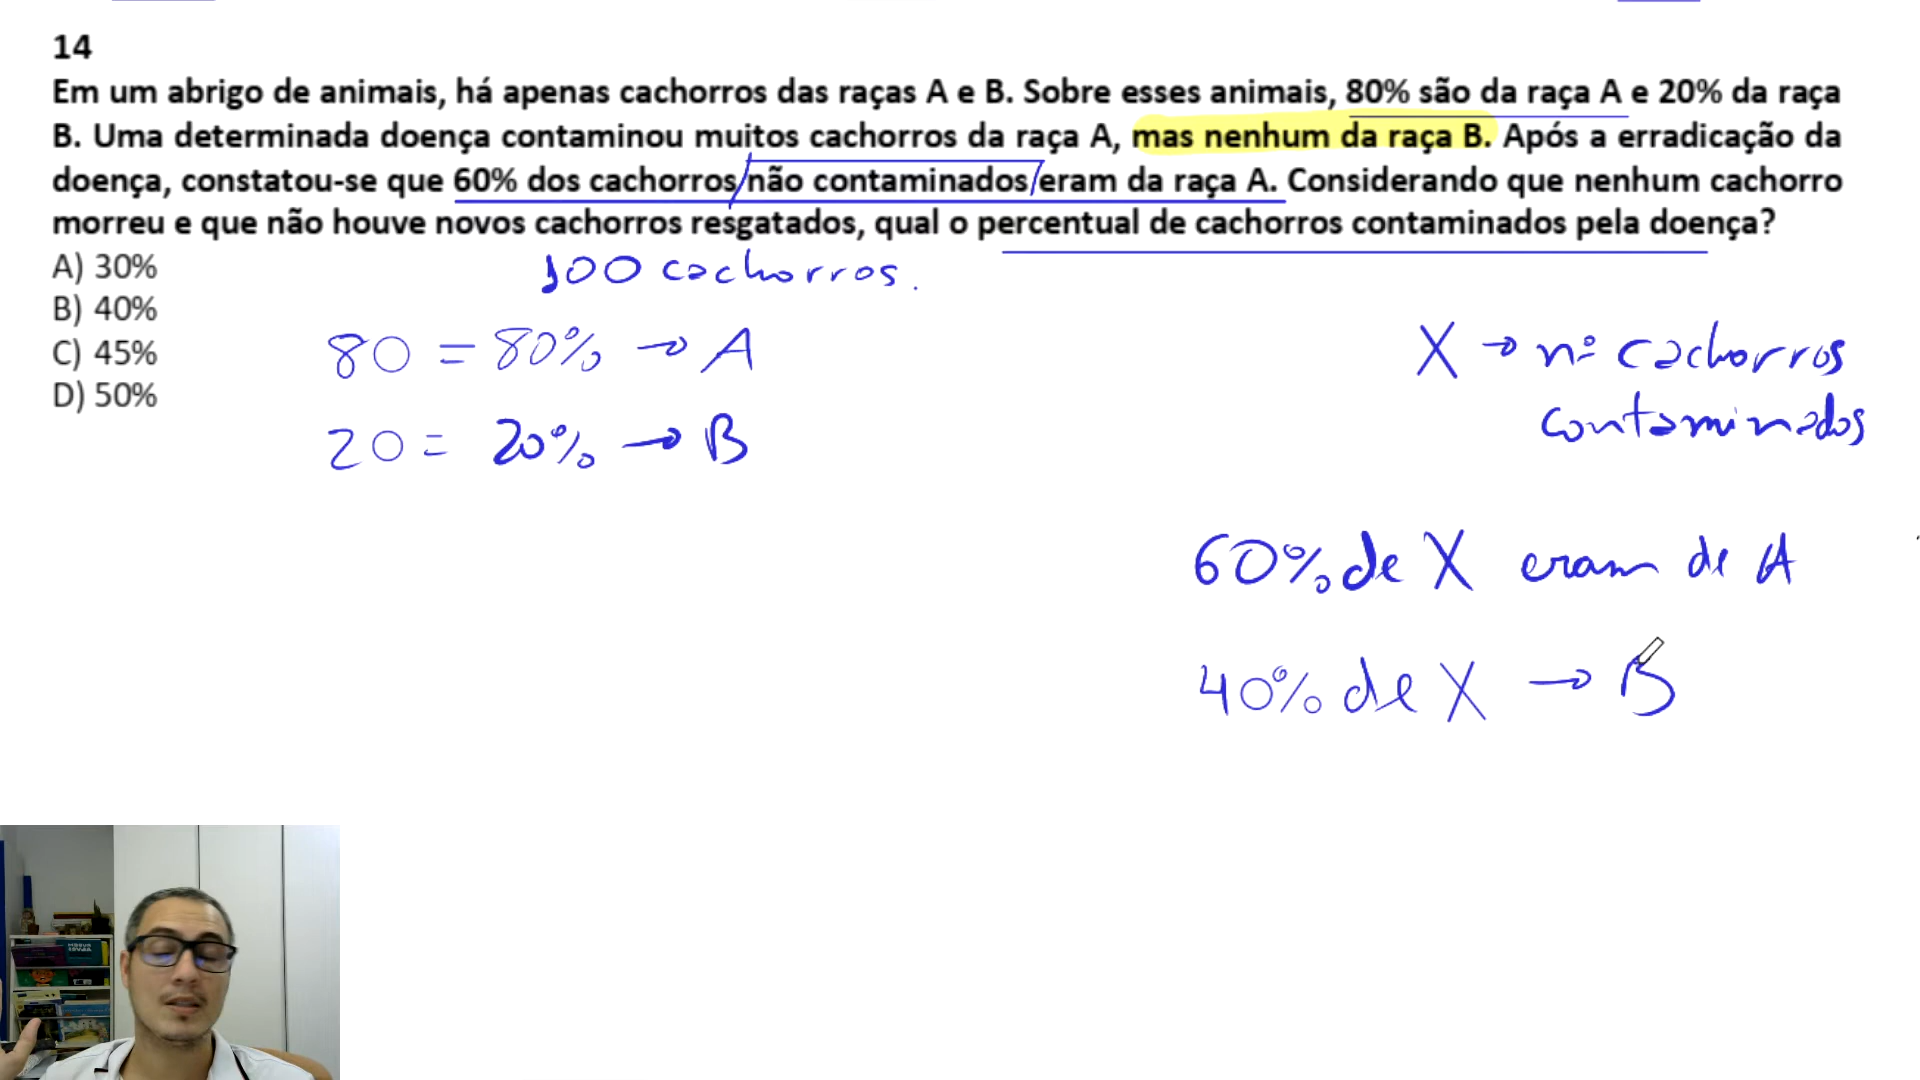 14
Em um abrigo de animais, há apenas cachorros das raças A e B. Sobre esses animais, 80% são da raça A e 20% da raça
B. Uma determinada doença contaminou muitos cachorros da raça A, mas nenhum da raça B. Após a erradicação da
doença, constatou-se que 60% dos cachorros não contaminados eram da raça A. Considerando que nenhum cachorro
morreu e que não houve novos cachorros resgatados, qual o percentual de cachorros contaminados pela doença?
A) 30%
B) 40%
C) 45%
D) 50%
100 cachorros.
80 = 80% → A
20 = 20% → B
X → nº cachorros
contaminados
60% de X eram de A
40% de X → B